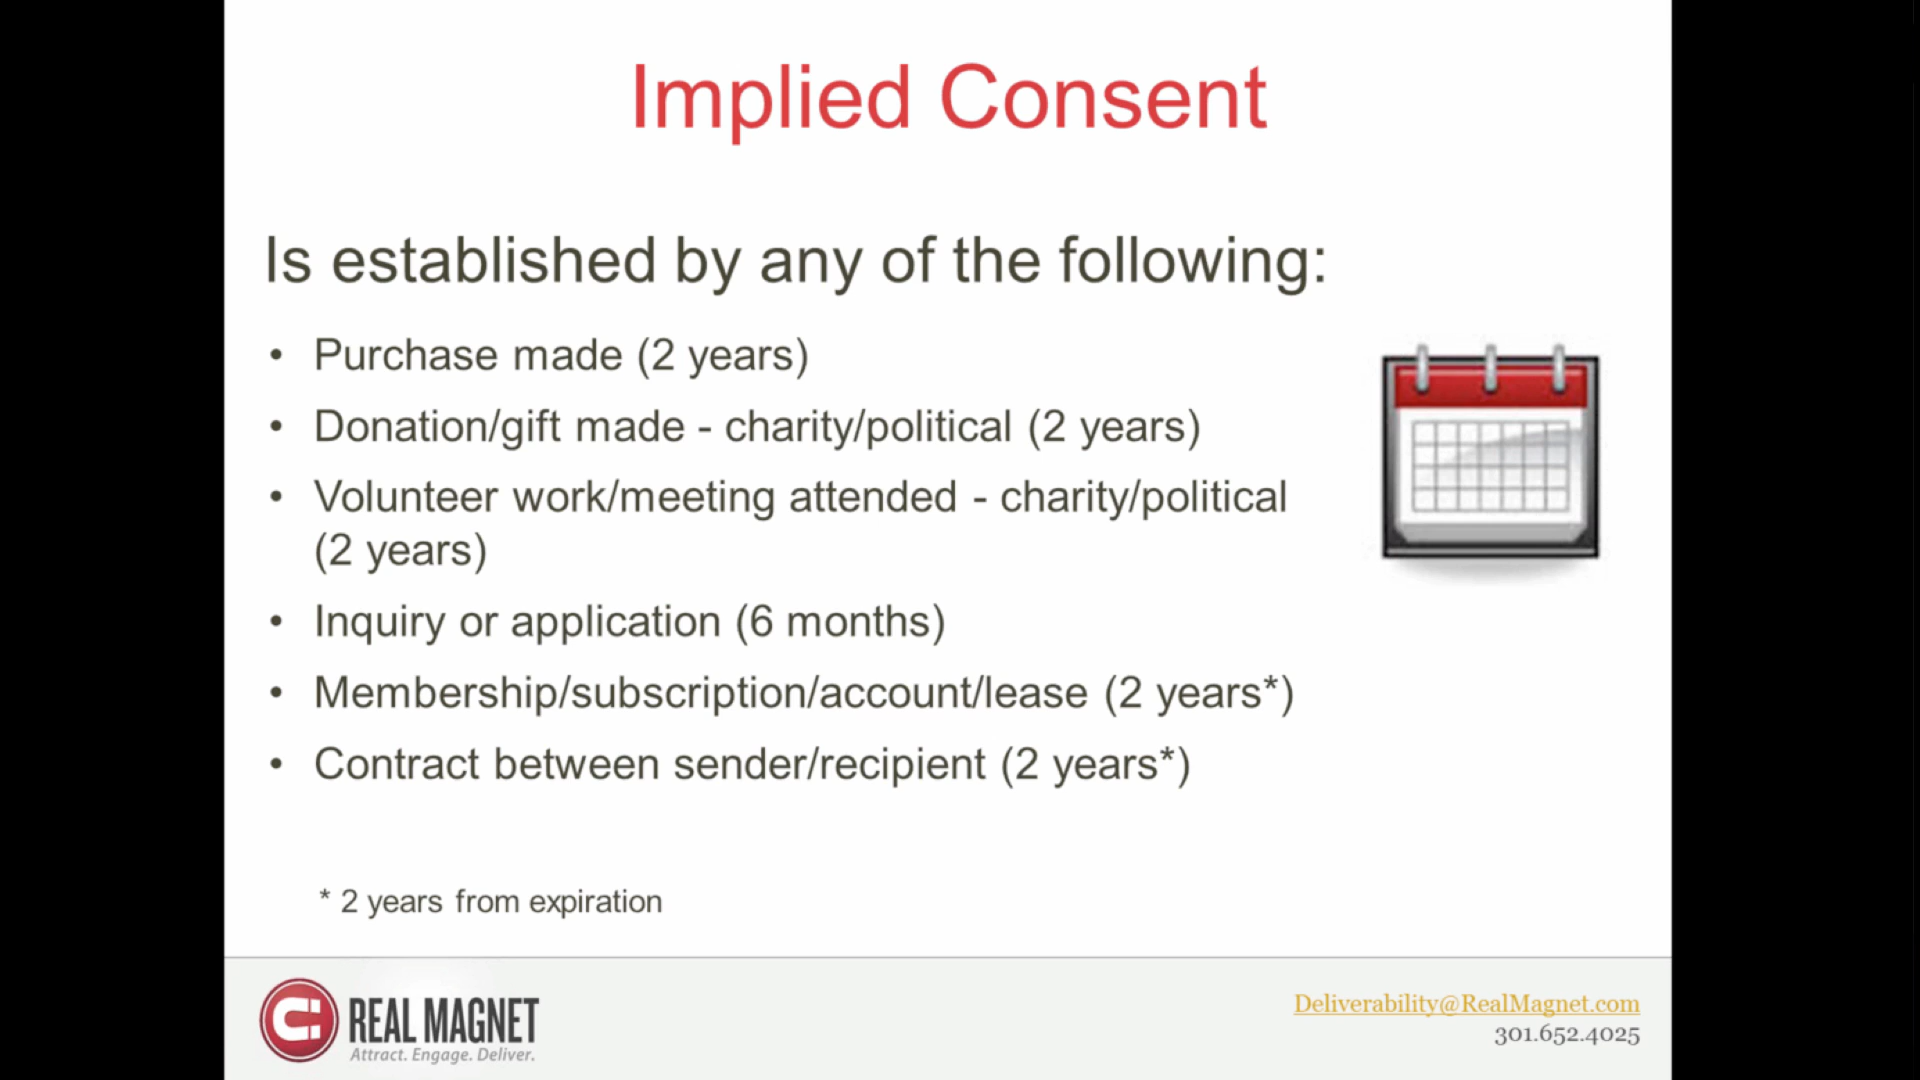 Implied Consent
Is established by any of the following:
• Purchase made (2 years)
• Donation/gift made - charity/political (2 years)
• Volunteer work/meeting attended - charity/political
(2 years)
• Inquiry or application (6 months)
• Membership/subscription/account/lease (2 years*)
• Contract between sender/recipient (2 years*)
* 2 years from expiration
REAL MAGNET
Attract. Engage. Deliver.
Deliverability@RealMagnet.com
301.652.4025